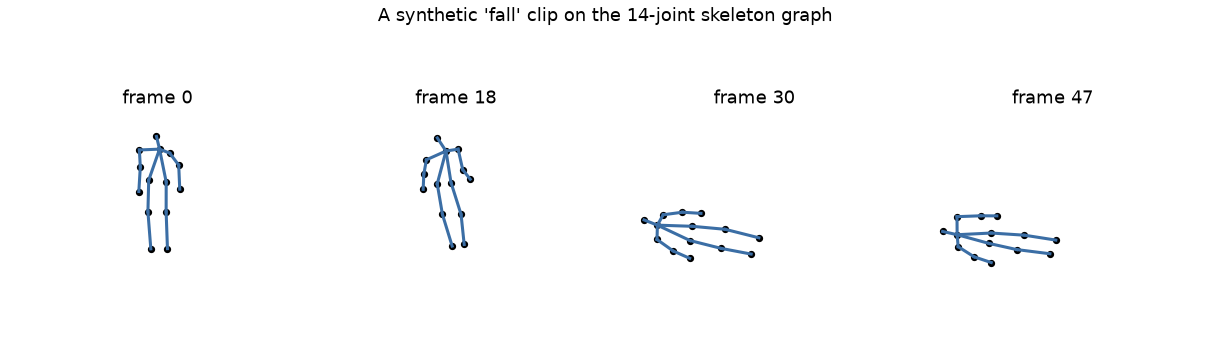 A synthetic 'fall' clip on the 14-joint skeleton graph
frame 0
frame 18
frame 30
frame 47